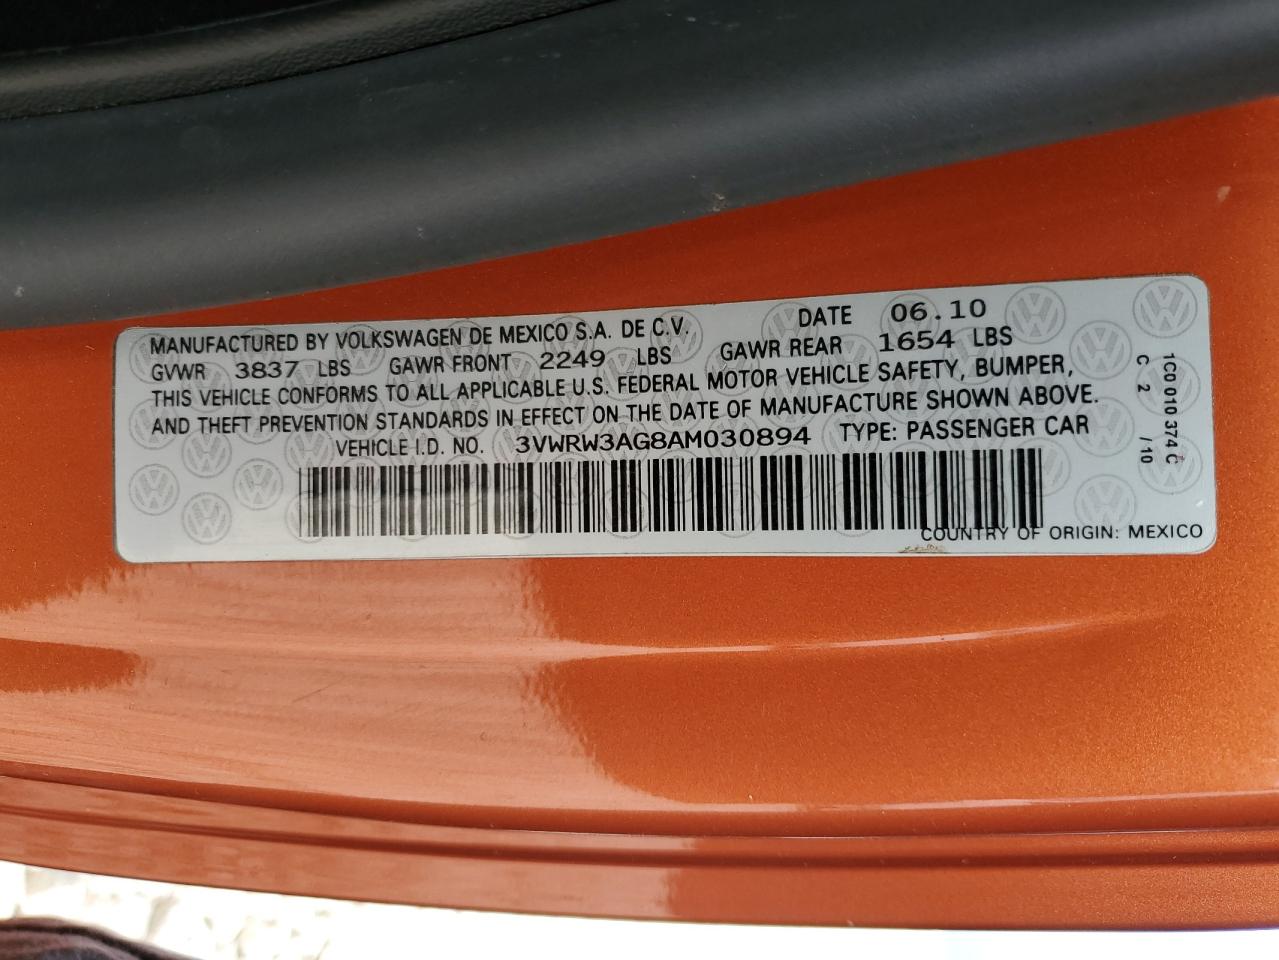 MANUFACTURED BY VOLKSWAGEN DE MEXICO S.A. DE C.V. DATE 06.10
GVWR 3837 LBS GAWR FRONT 2249 LBS GAWR REAR 1654 LBS
THIS VEHICLE CONFORMS TO ALL APPLICABLE U.S. FEDERAL MOTOR VEHICLE SAFETY, BUMPER,
AND THEFT PREVENTION STANDARDS IN EFFECT ON THE DATE OF MANUFACTURE SHOWN ABOVE.
VEHICLE I.D. NO. 3VWRW3AG8AM030894 TYPE: PASSENGER CAR
COUNTRY OF ORIGIN: MEXICO
1C0 010 374 C
C 2 /10